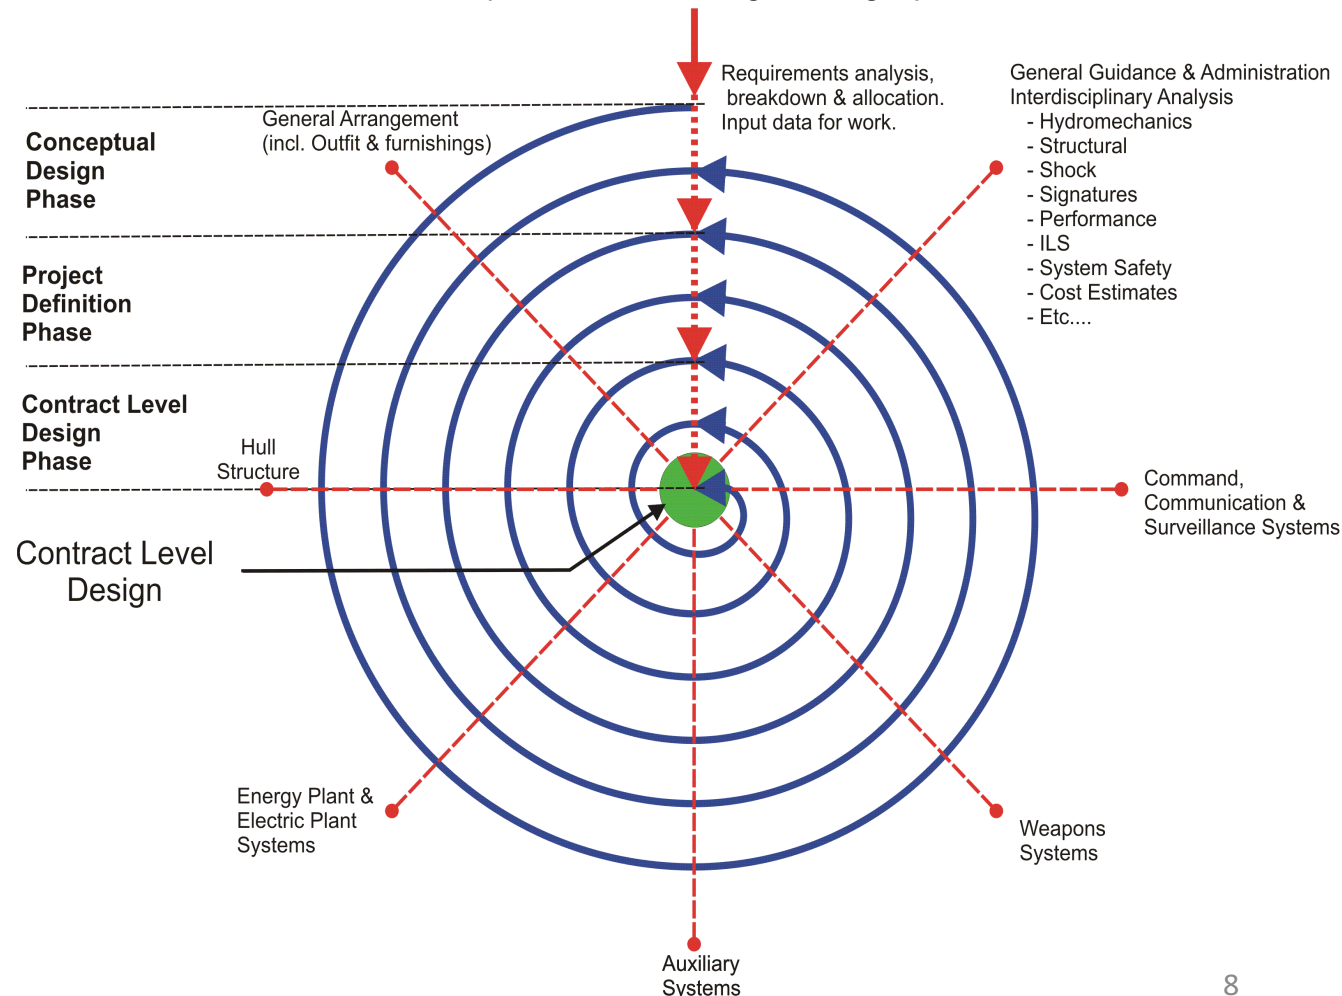 Requirements analysis,
breakdown & allocation.
Input data for work.
General Guidance & Administration
Interdisciplinary Analysis
- Hydromechanics
- Structural
- Shock
- Signatures
- Performance
- ILS
- System Safety
- Cost Estimates
- Etc....
General Arrangement
(incl. Outfit & furnishings)
Conceptual
Design
Phase
Project
Definition
Phase
Contract Level
Design
Phase
Hull
Structure
Command,
Communication &
Surveillance Systems
Contract Level
Design
Energy Plant &
Electric Plant
Systems
Weapons
Systems
Auxiliary
Systems
8